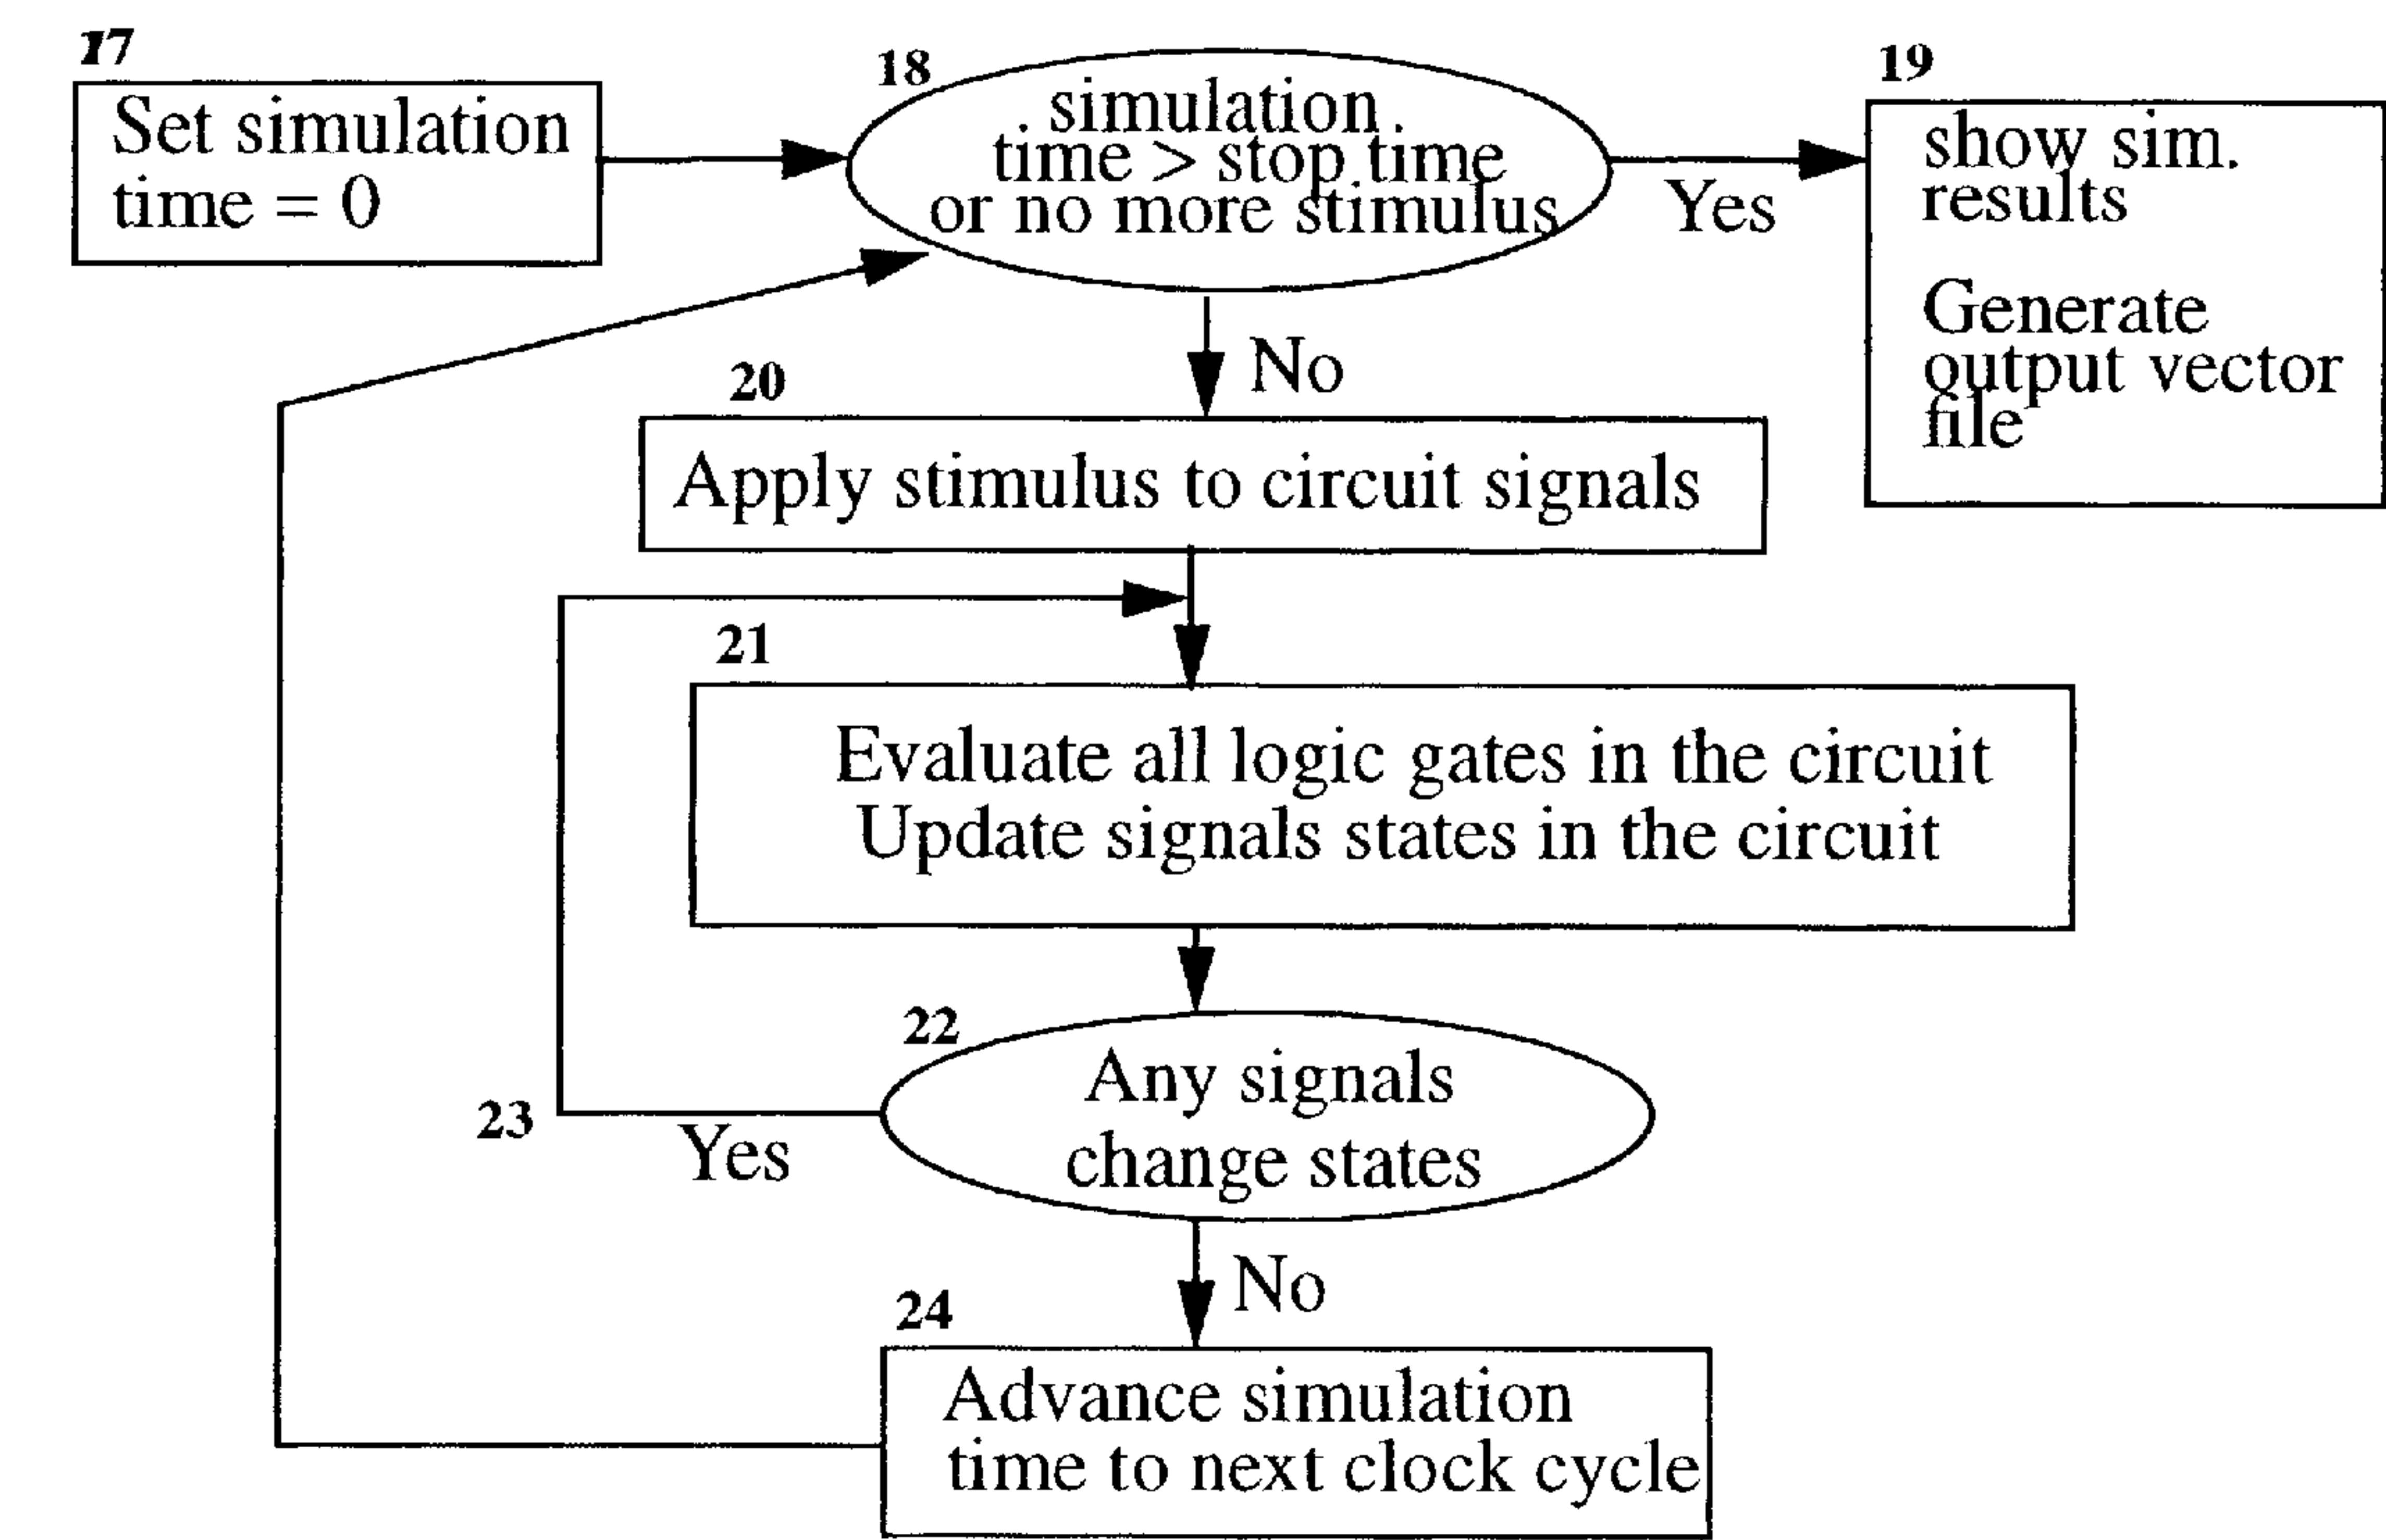 17
Set simulation
time = 0
18
simulation
time > stop time
or no more stimulus
Yes
19
show sim.
results
Generate
output vector
file
No
20
Apply stimulus to circuit signals
21
Evaluate all logic gates in the circuit
Update signals states in the circuit
22
Any signals
change states
23
Yes
No
24
Advance simulation
time to next clock cycle